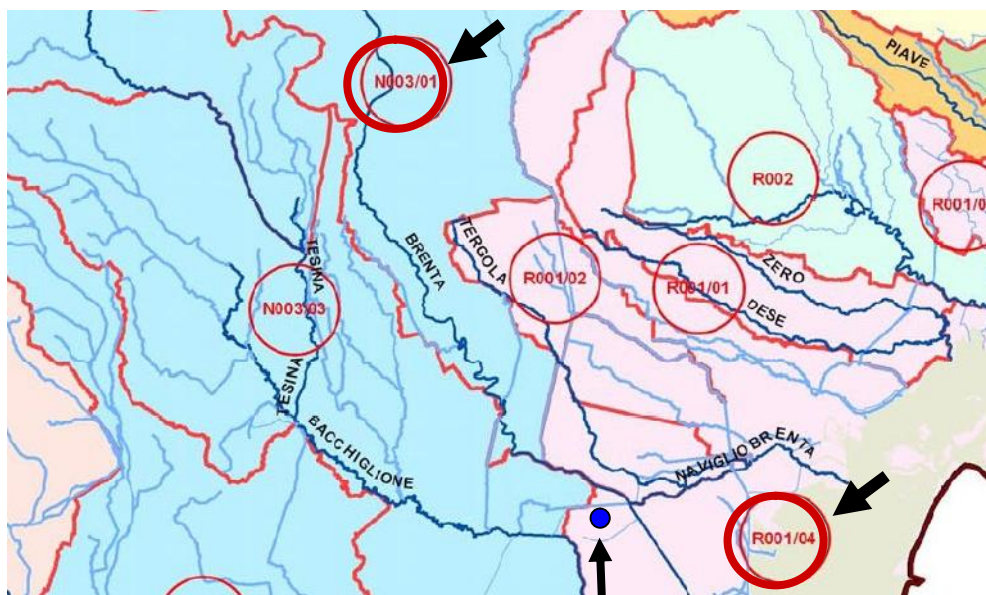 N003/01
PIAVE
R002
R001/0
TERGOLA
TESINA
BRENTA
R001/02
ZERO
R001/01
DESE
N003/03
TESINA
BACCHIGLIONE
NAVIGLIO BRENTA
R001/04